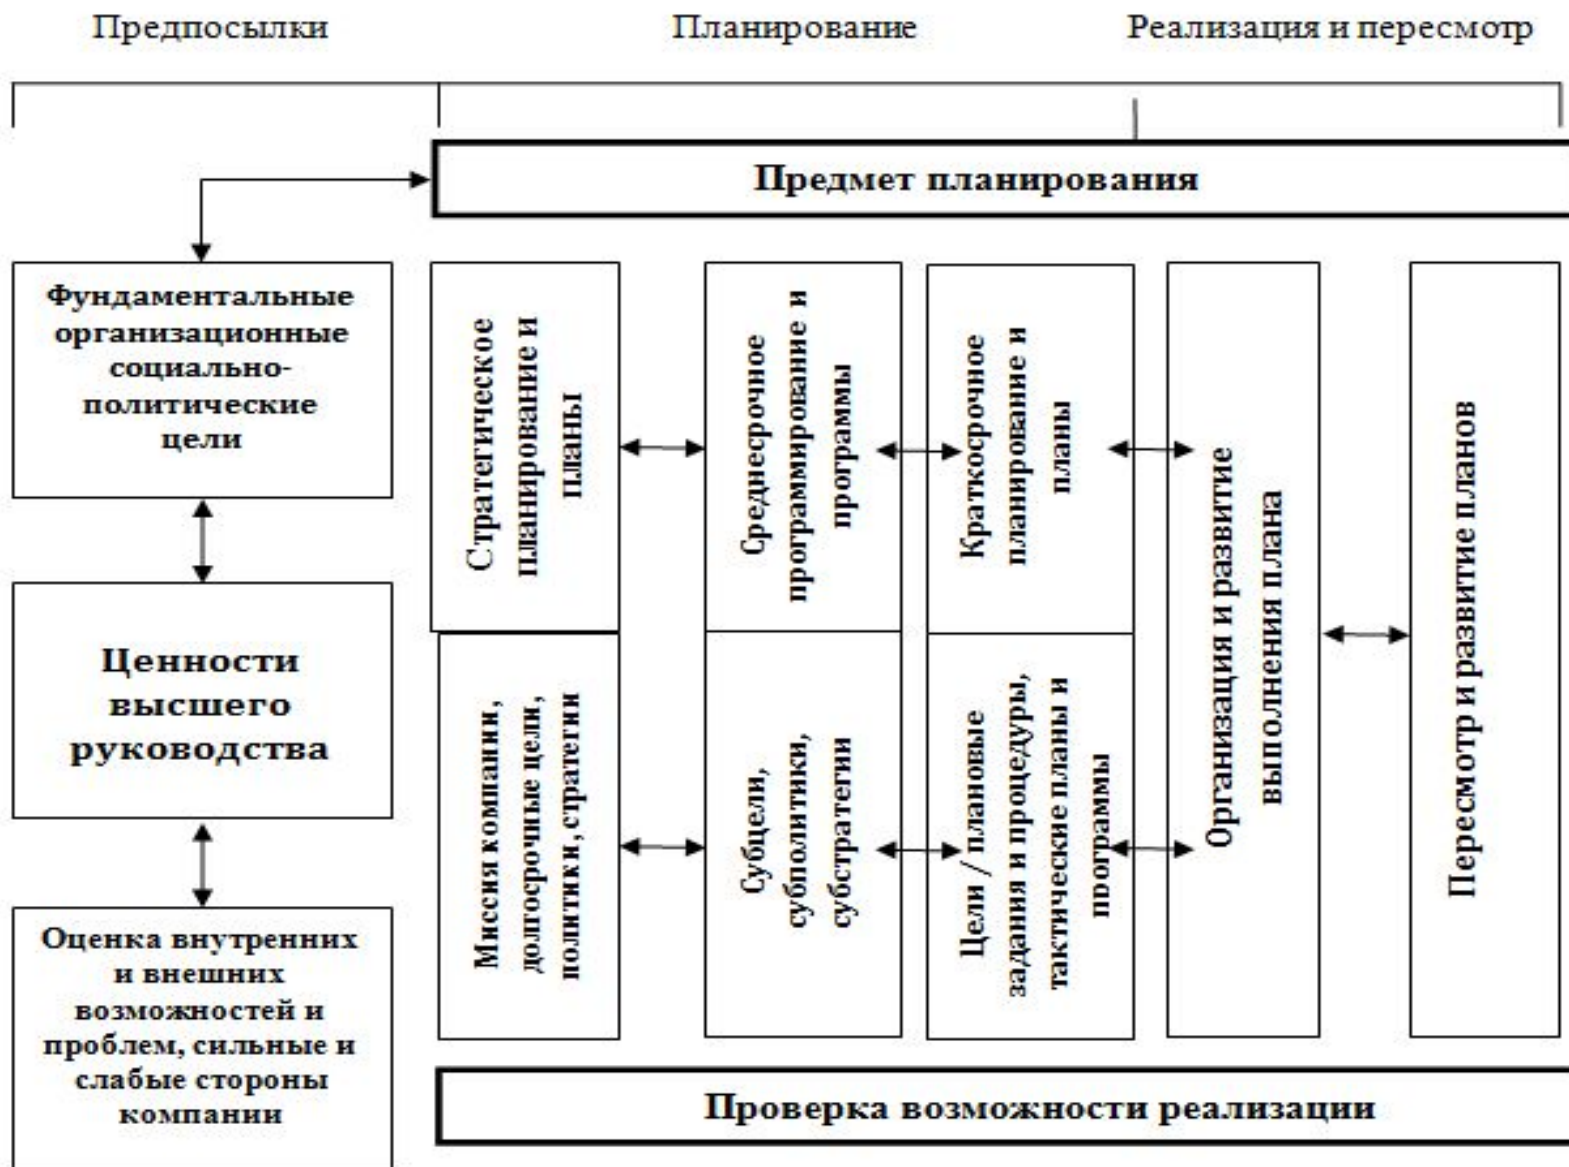 Предпосылки
Планирование
Реализация и пересмотр
Предмет планирования
Фундаментальные
организационные
социально-
политические
цели
Ценности
высшего
руководства
Оценка внутренних
и внешних
возможностей и
проблем, сильные и
слабые стороны
компании
Стратегическое
планирование и
планы
Миссия компании,
долгосрочные цели,
политики, стратегии
Среднесрочное
программирование и
программы
Субцели,
субполитики,
субстратегии
Краткосрочное
планирование и
планы
Цели / плановые
задания и процедуры,
тактические планы и
программы
Организация и развитие
выполнения плана
Пересмотр и развитие планов
Проверка возможности реализации